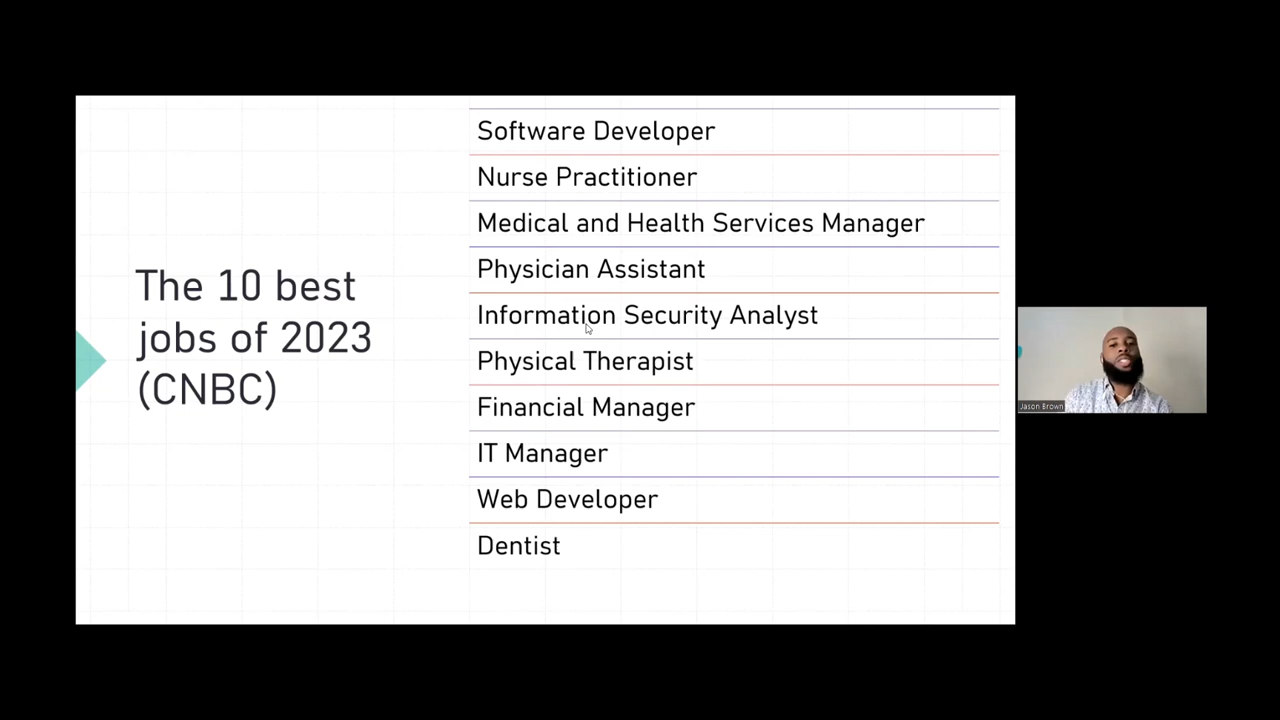 The 10 best
jobs of 2023
(CNBC)
Software Developer
Nurse Practitioner
Medical and Health Services Manager
Physician Assistant
Information Security Analyst
Physical Therapist
Financial Manager
IT Manager
Web Developer
Dentist
Jason Brown